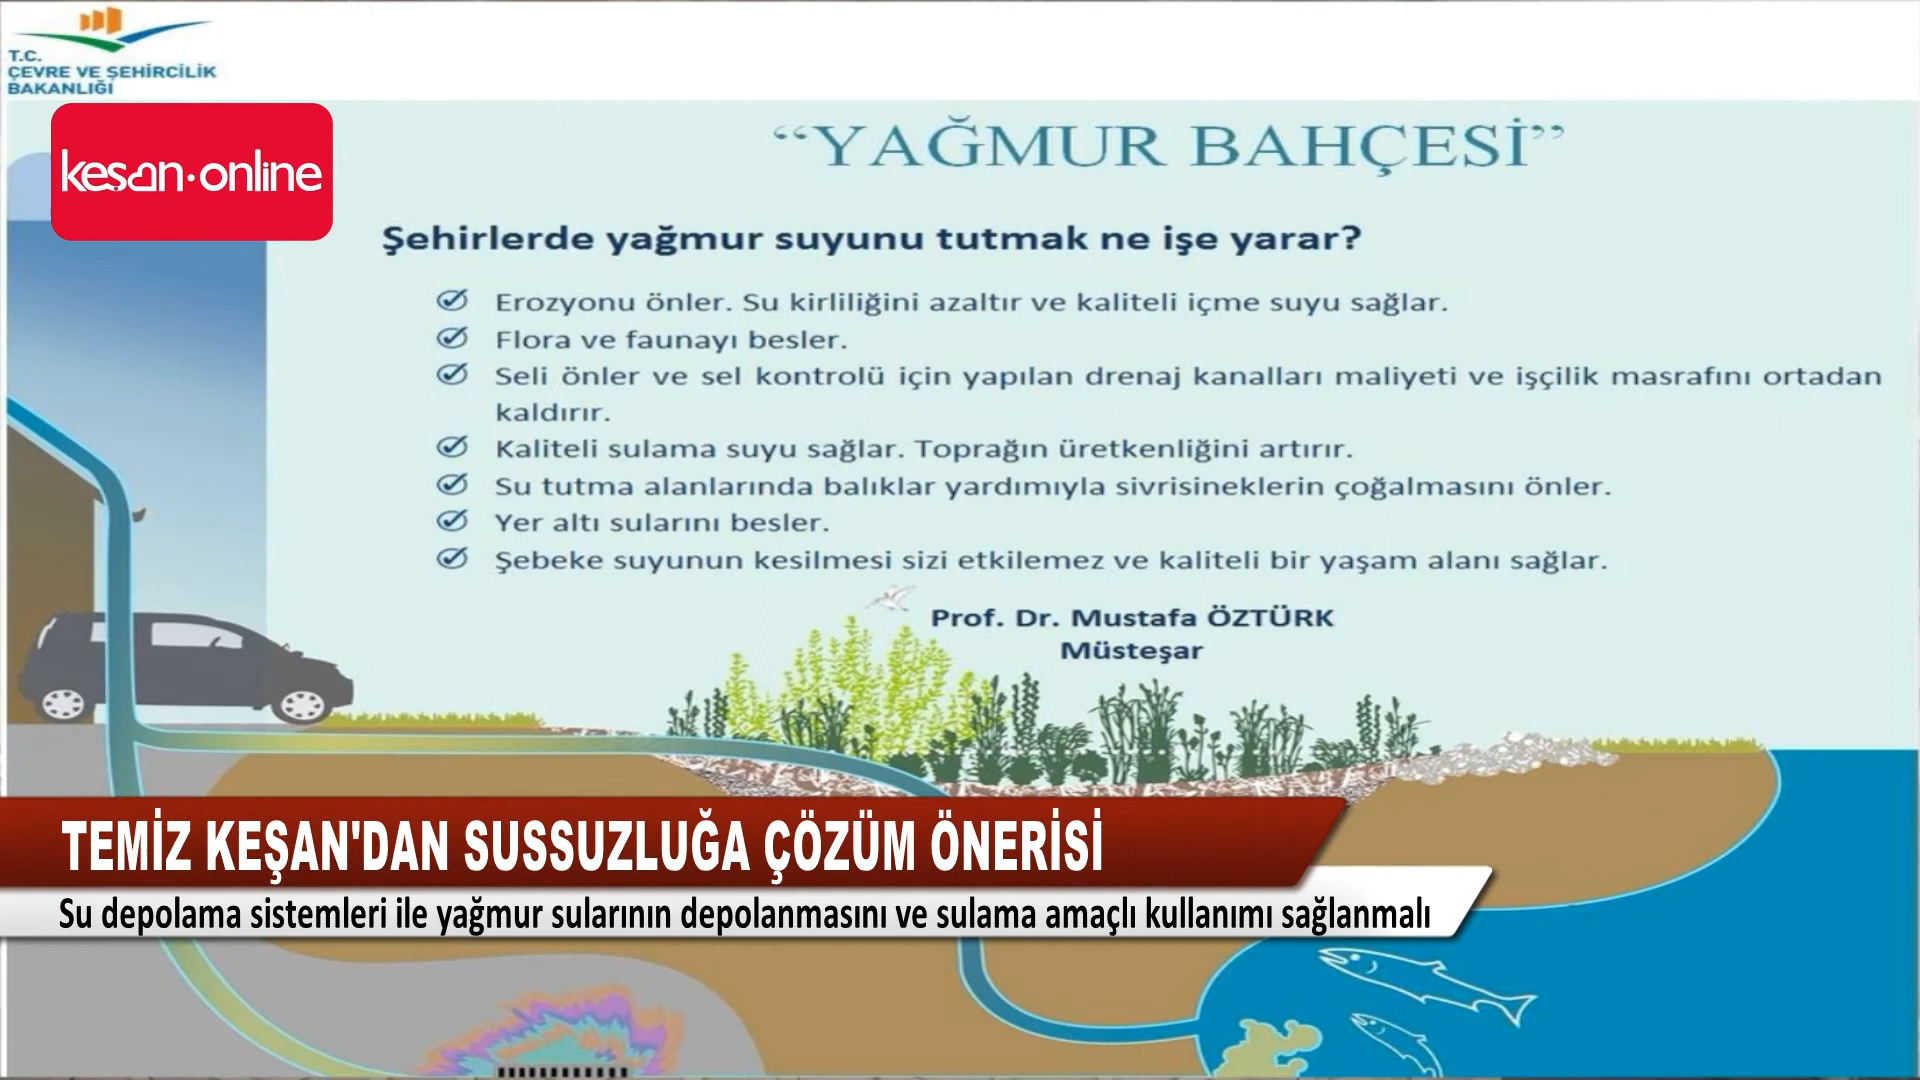 T.C.
ÇEVRE VE ŞEHİRCİLİK
BAKANLIĞI
keşan·online
“YAĞMUR BAHÇESİ”
Şehirlerde yağmur suyunu tutmak ne işe yarar?
Erozyonu önler. Su kirliliğini azaltır ve kaliteli içme suyu sağlar.
Flora ve faunayı besler.
Seli önler ve sel kontrolü için yapılan drenaj kanalları maliyeti ve işçilik masrafını ortadan
kaldırır.
Kaliteli sulama suyu sağlar. Toprağın üretkenliğini artırır.
Su tutma alanlarında balıklar yardımıyla sivrisineklerin çoğalmasını önler.
Yer altı sularını besler.
Şebeke suyunun kesilmesi sizi etkilemez ve kaliteli bir yaşam alanı sağlar.
Prof. Dr. Mustafa ÖZTÜRK
Müsteşar
TEMİZ KEŞAN'DAN SUSSUZLUĞA ÇÖZÜM ÖNERİSİ
Su depolama sistemleri ile yağmur sularının depolanmasını ve sulama amaçlı kullanımı sağlanmalı